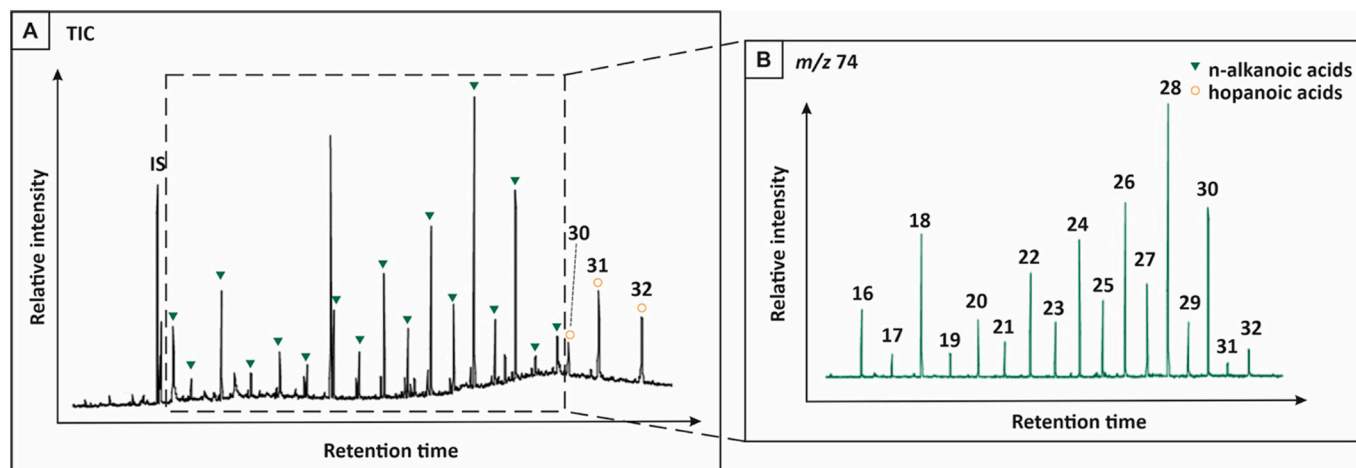 A
TIC
IS
30
31
32
Relative intensity
Retention time
B
m/z 74
n-alkanoic acids
hopanoic acids
16
17
18
19
20
21
22
23
24
25
26
27
28
29
30
31
32
Relative intensity
Retention time